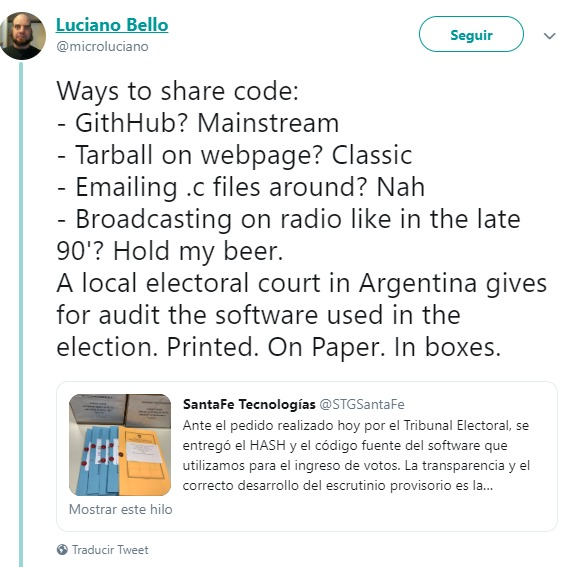 Luciano Bello
@microluciano
Seguir
Ways to share code:
- GithHub? Mainstream
- Tarball on webpage? Classic
- Emailing .c files around? Nah
- Broadcasting on radio like in the late
90'? Hold my beer.
A local electoral court in Argentina gives
for audit the software used in the
election. Printed. On Paper. In boxes.
SantaFe Tecnologías @STGSantaFe
Ante el pedido realizado hoy por el Tribunal Electoral, se
entregó el HASH y el código fuente del software que
utilizamos para el ingreso de votos. La transparencia y el
correcto desarrollo del escrutinio provisorio es la...
Mostrar este hilo
Traducir Tweet